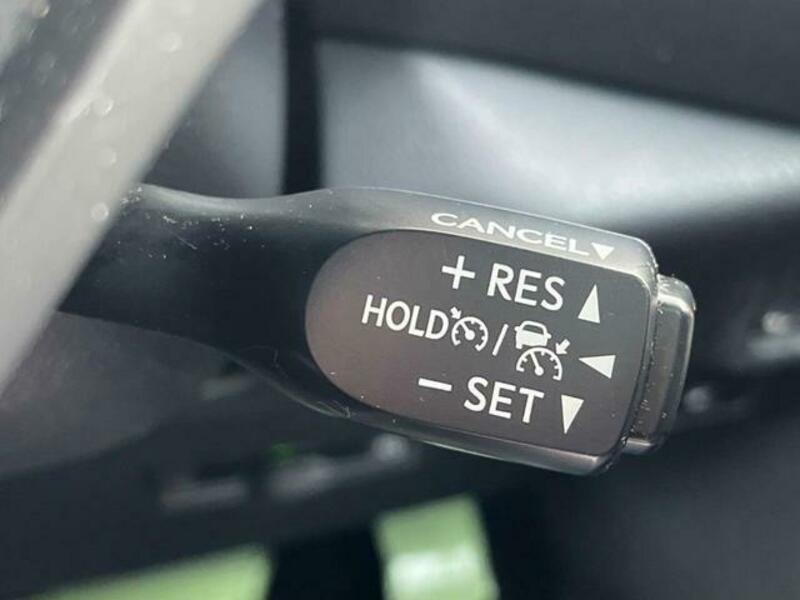 CANCEL
+ RES
HOLD /
- SET